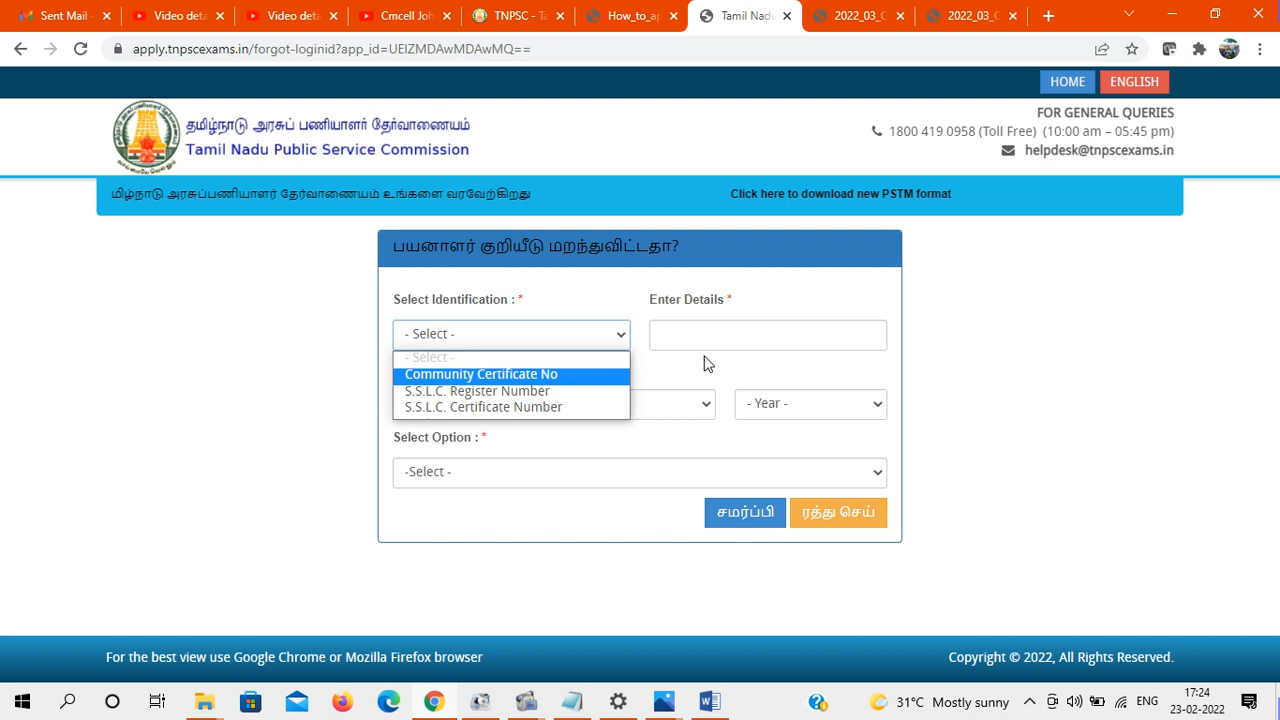 Sent Mail -
Video deta
Video deta
Cmcell Joh
TNPSC - Ta
How_to_ap
Tamil Nadu
2022_03_C
2022_03_C
apply.tnpscexams.in/forgot-loginid?app_id=UElZMDAwMDAwMQ==
HOME ENGLISH
தமிழ்நாடு அரசுப் பணியாளர் தேர்வாணையம்
Tamil Nadu Public Service Commission
FOR GENERAL QUERIES
1800 419 0958 (Toll Free) (10:00 am – 05:45 pm)
helpdesk@tnpscexams.in
மிழ்நாடு அரசுப்பணியாளர் தேர்வாணையம் உங்களை வரவேற்கிறது
Click here to download new PSTM format
பயனாளர் குறியீடு மறந்துவிட்டதா?
Select Identification : *
Enter Details *
- Select -
- Select -
Community Certificate No
S.S.L.C. Register Number
S.S.L.C. Certificate Number
- Year -
Select Option : *
-Select -
சமர்ப்பி ரத்து செய்
For the best view use Google Chrome or Mozilla Firefox browser
Copyright © 2022, All Rights Reserved.
31°C Mostly sunny
ENG
17:24
23-02-2022